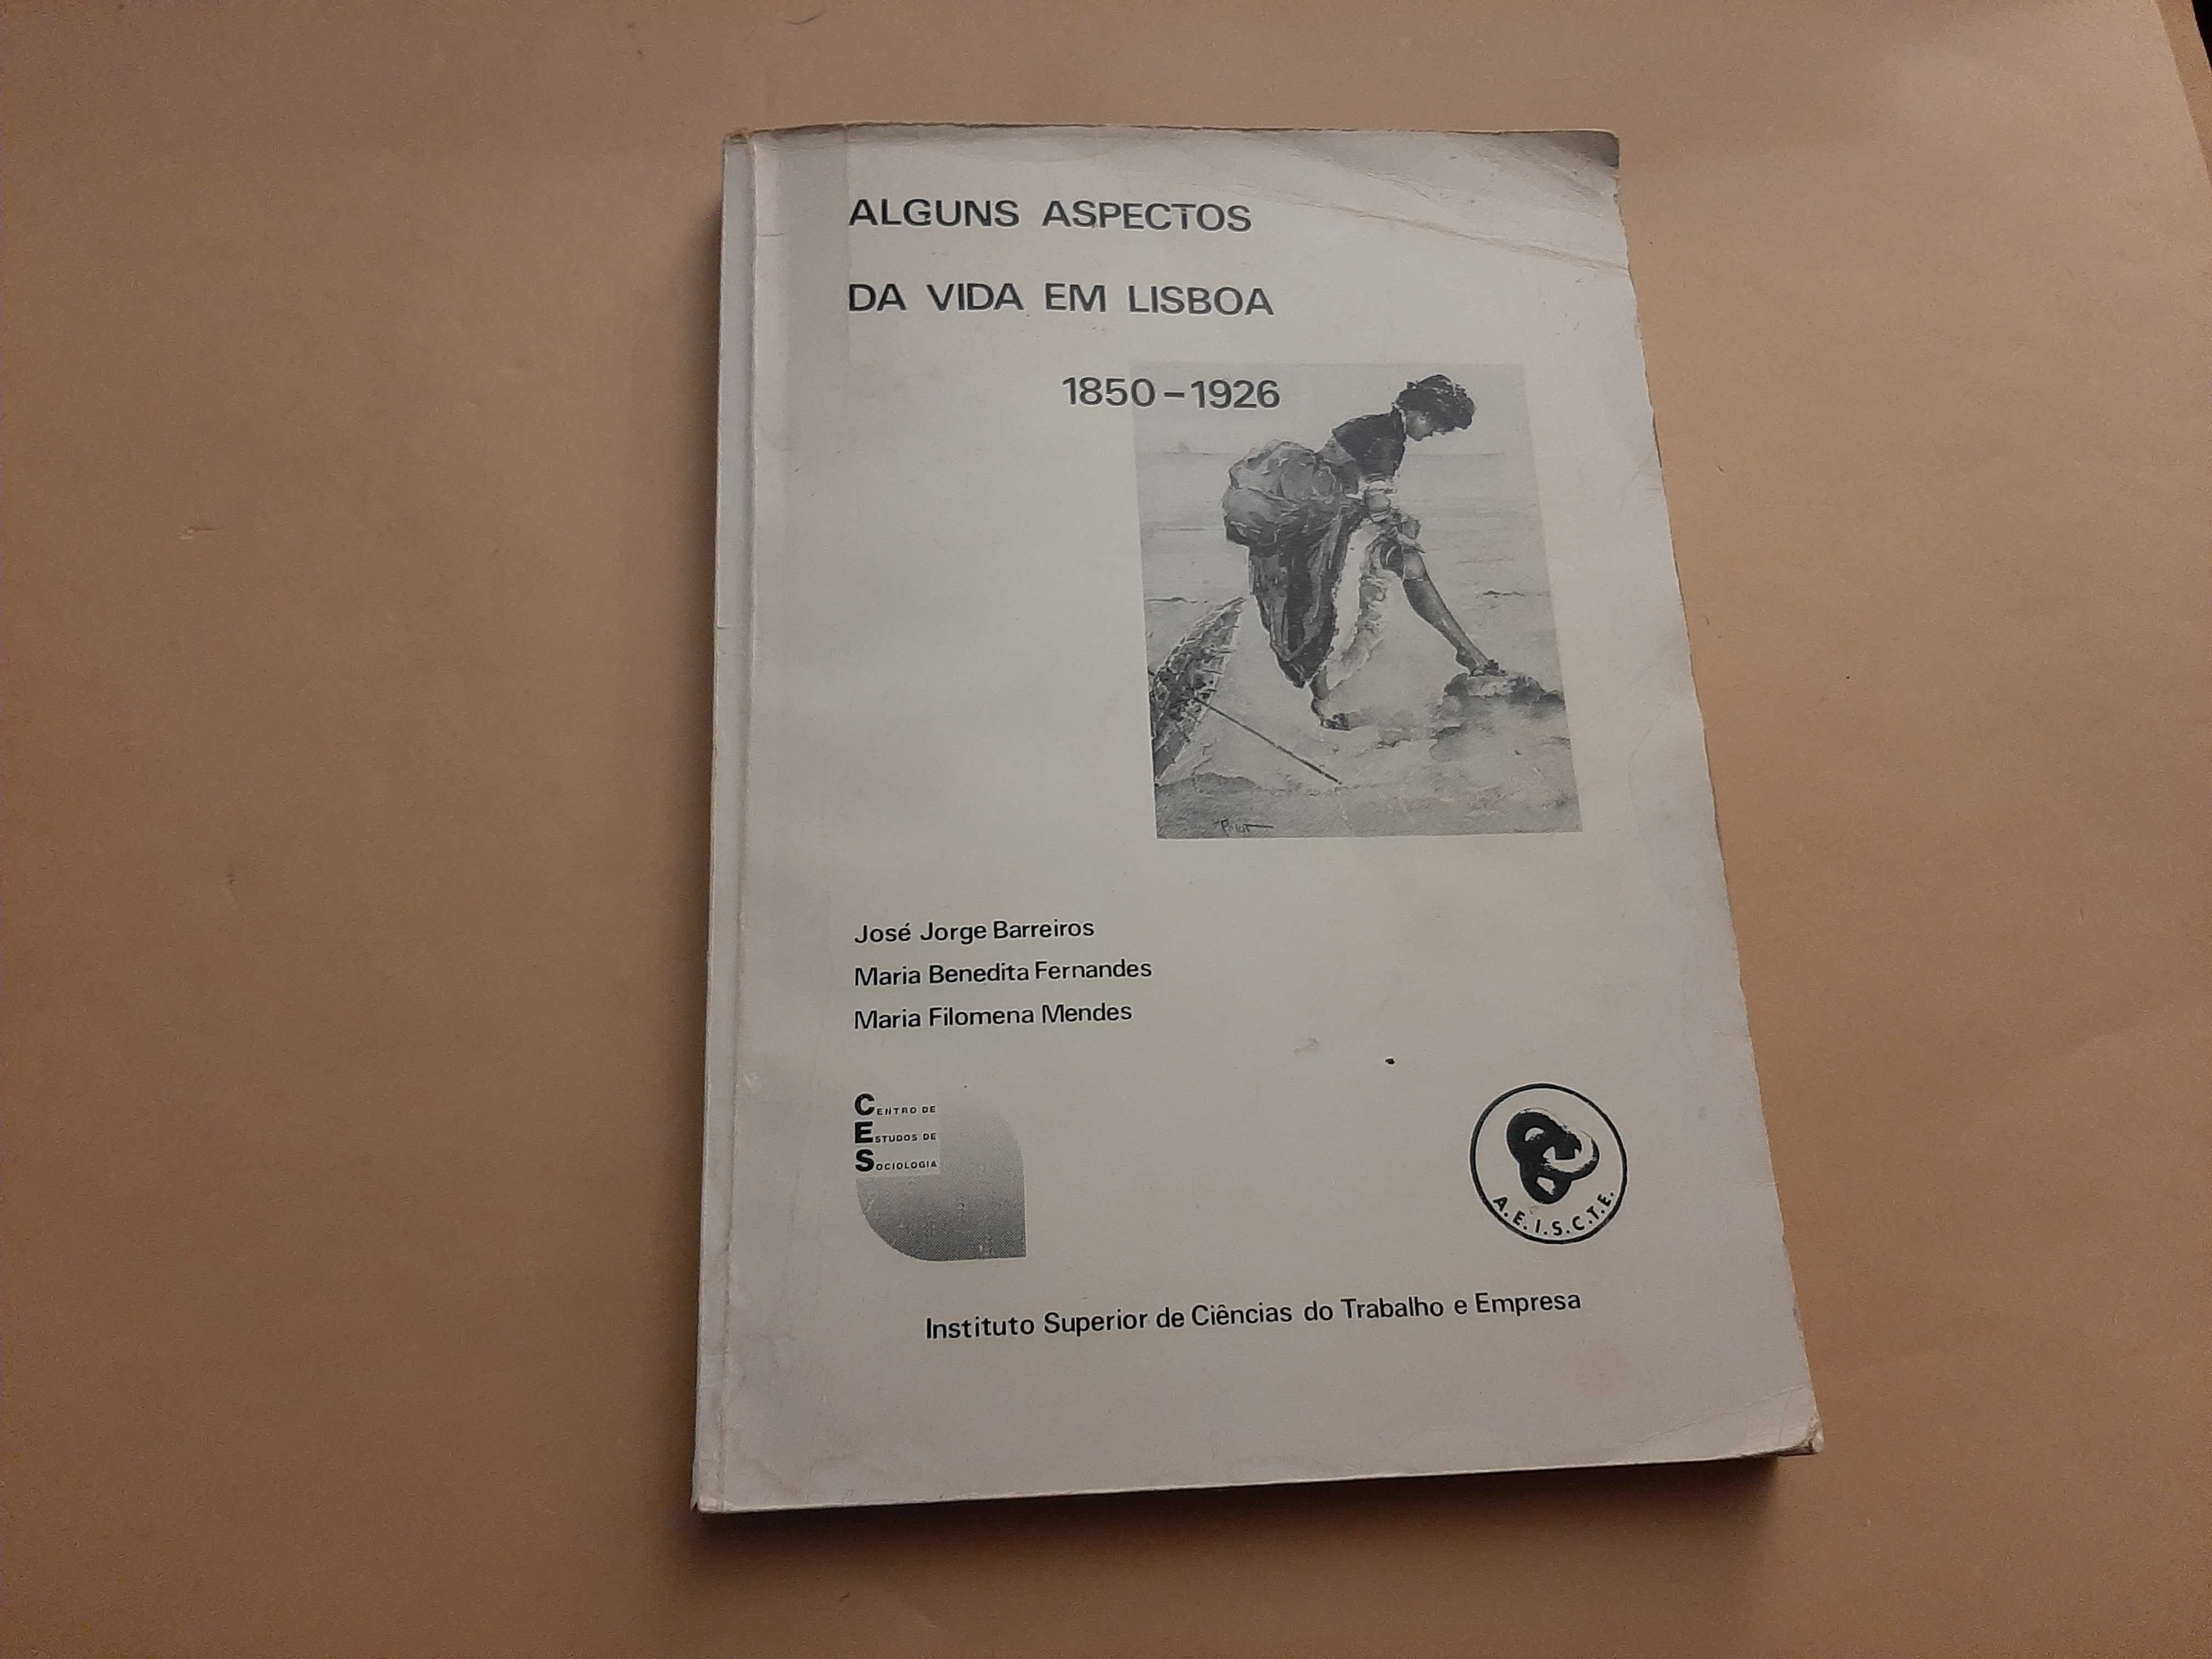 ALGUNS ASPECTOS
DA VIDA EM LISBOA
1850-1926
José Jorge Barreiros
Maria Benedita Fernandes
Maria Filomena Mendes
CENTRO DE
ESTUDOS DE
SOCIOLOGIA
A.E.I.S.C.T.E.
Instituto Superior de Ciências do Trabalho e Empresa